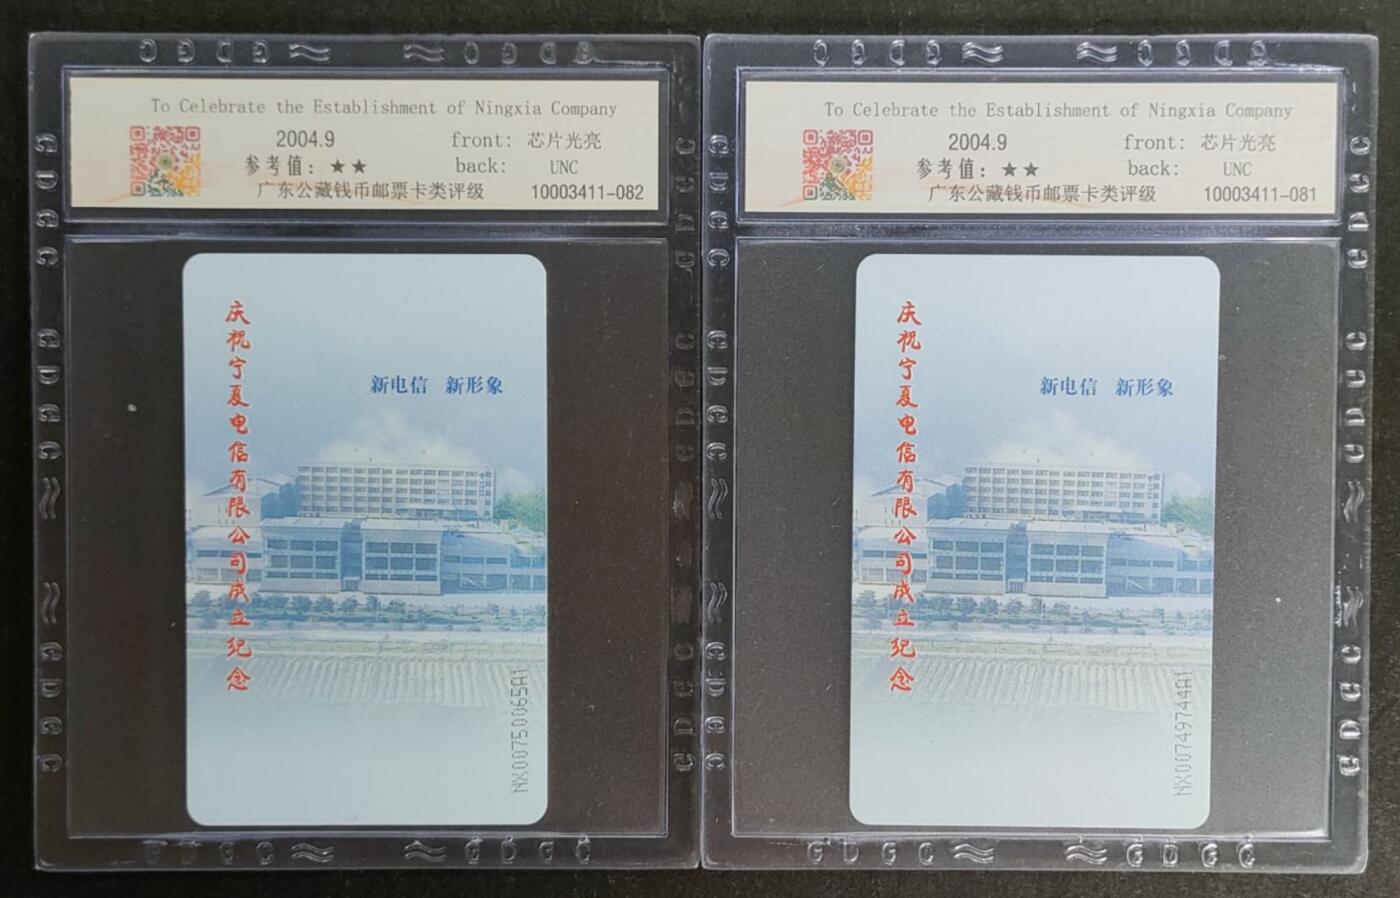 To Celebrate the Establishment of Ningxia Company
2004.9 front: 芯片光亮
参考值：★★ back: UNC
广东公藏钱币邮票卡类评级 10003411-082
庆祝宁夏电信有限公司成立纪念
新电信 新形象
NX00750065A1
To Celebrate the Establishment of Ningxia Company
2004.9 front: 芯片光亮
参考值：★★ back: UNC
广东公藏钱币邮票卡类评级 10003411-081
庆祝宁夏电信有限公司成立纪念
新电信 新形象
NX00749744A1